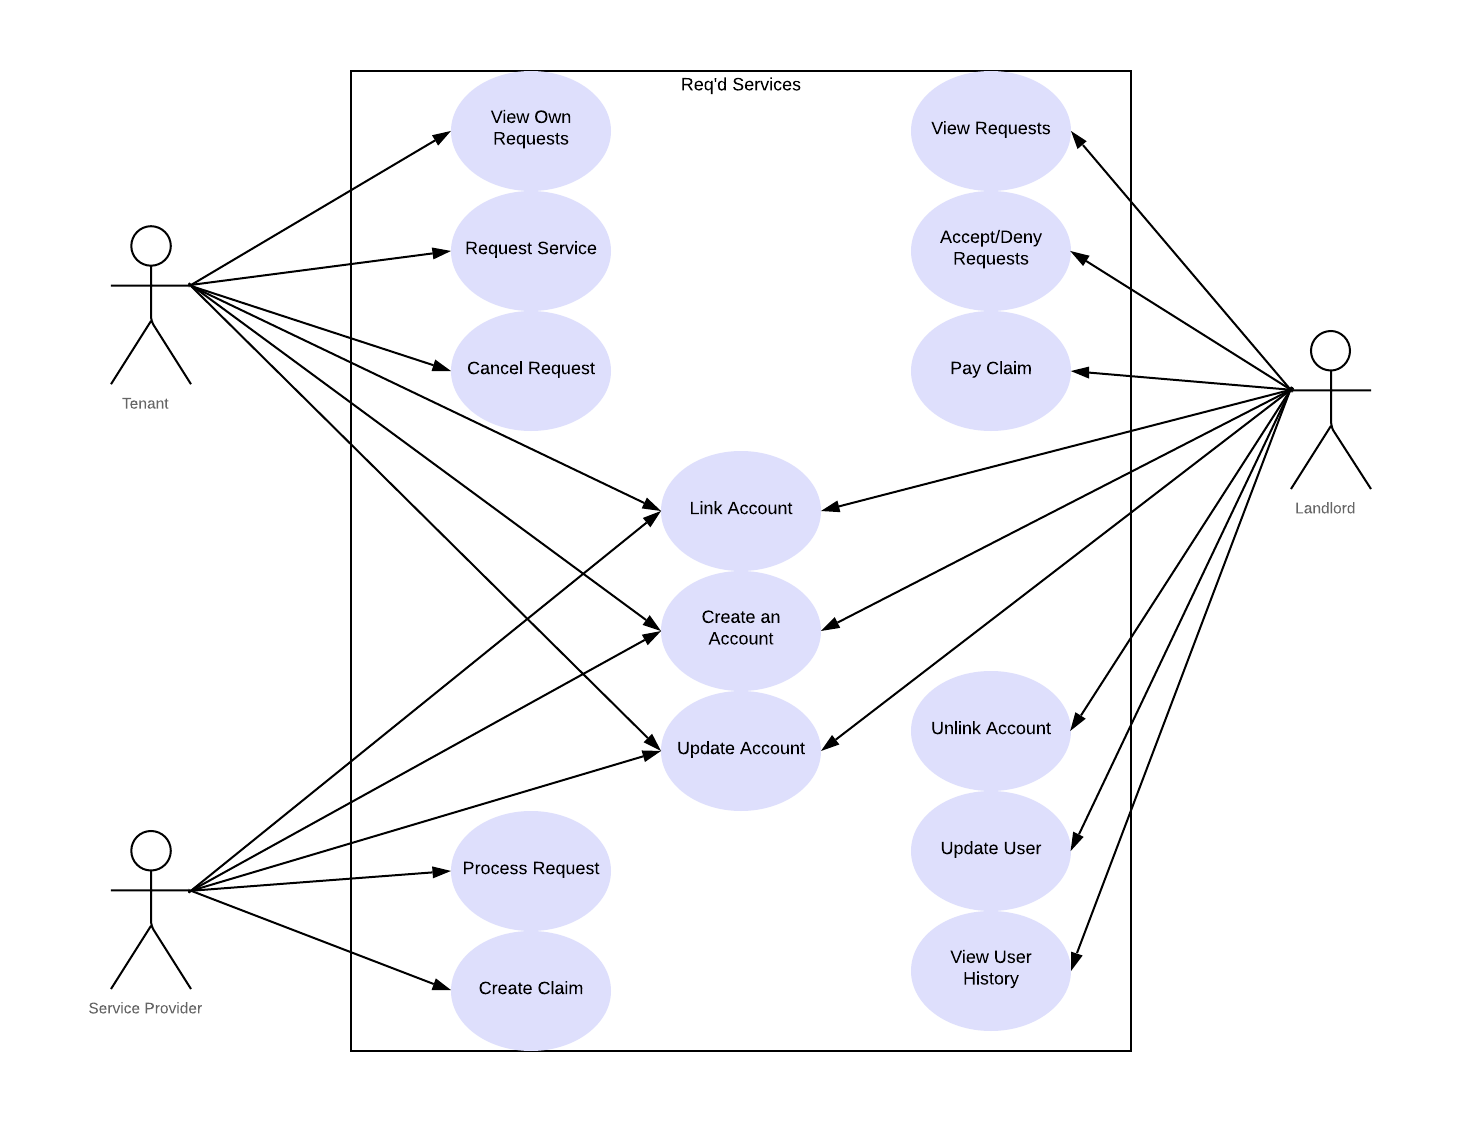 Req'd Services
View Own
Requests
View Requests
Request Service
Accept/Deny
Requests
Cancel Request
Pay Claim
Tenant
Link Account
Landlord
Create an
Account
Unlink Account
Update Account
Update User
Process Request
View User
History
Create Claim
Service Provider